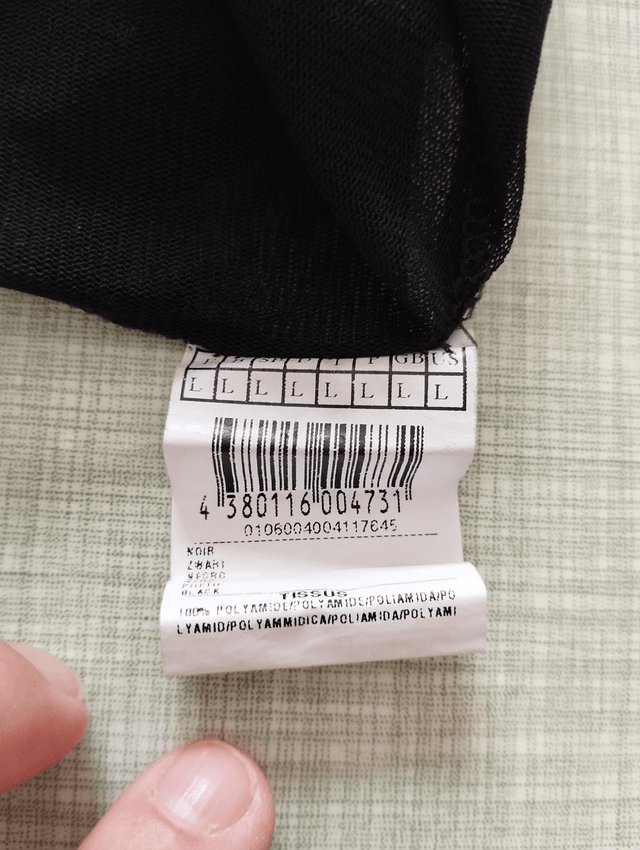 GB US
L L L L L L L L
4 380116 004731
0106004004117645
NOIR
NEGRO
BLACK
TISSUS
100% POLYAMIDE/POLYAMIDE/POLIAMIDA/PO
LYAMID/POLYAMMIDICA/POLIAMIDA/POLYAMI